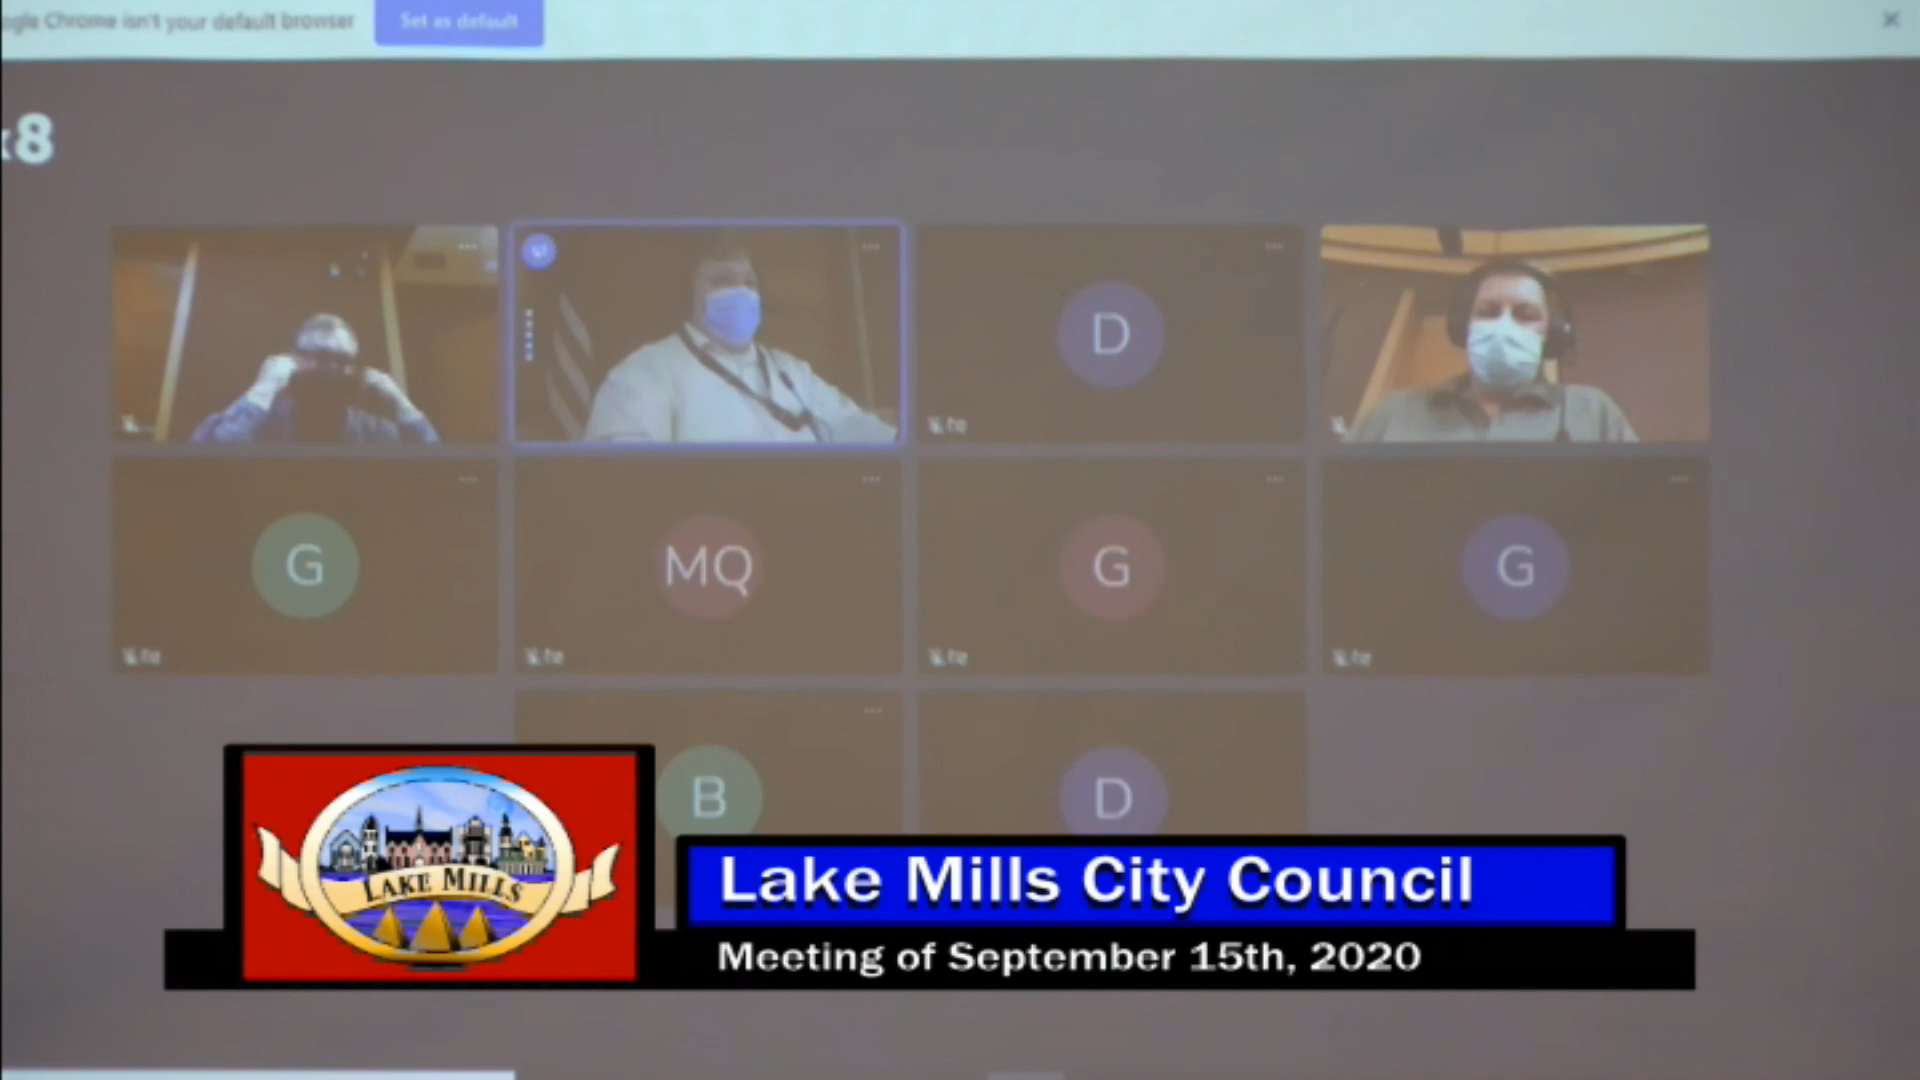 ogle Chrome isn't your default browser
Set as default
8
D
G
MQ
G
G
B
D
LAKE MILLS
Lake Mills City Council
Meeting of September 15th, 2020